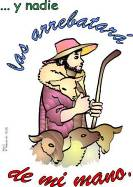 ... y nadie
las arrebatará
de mi mano.